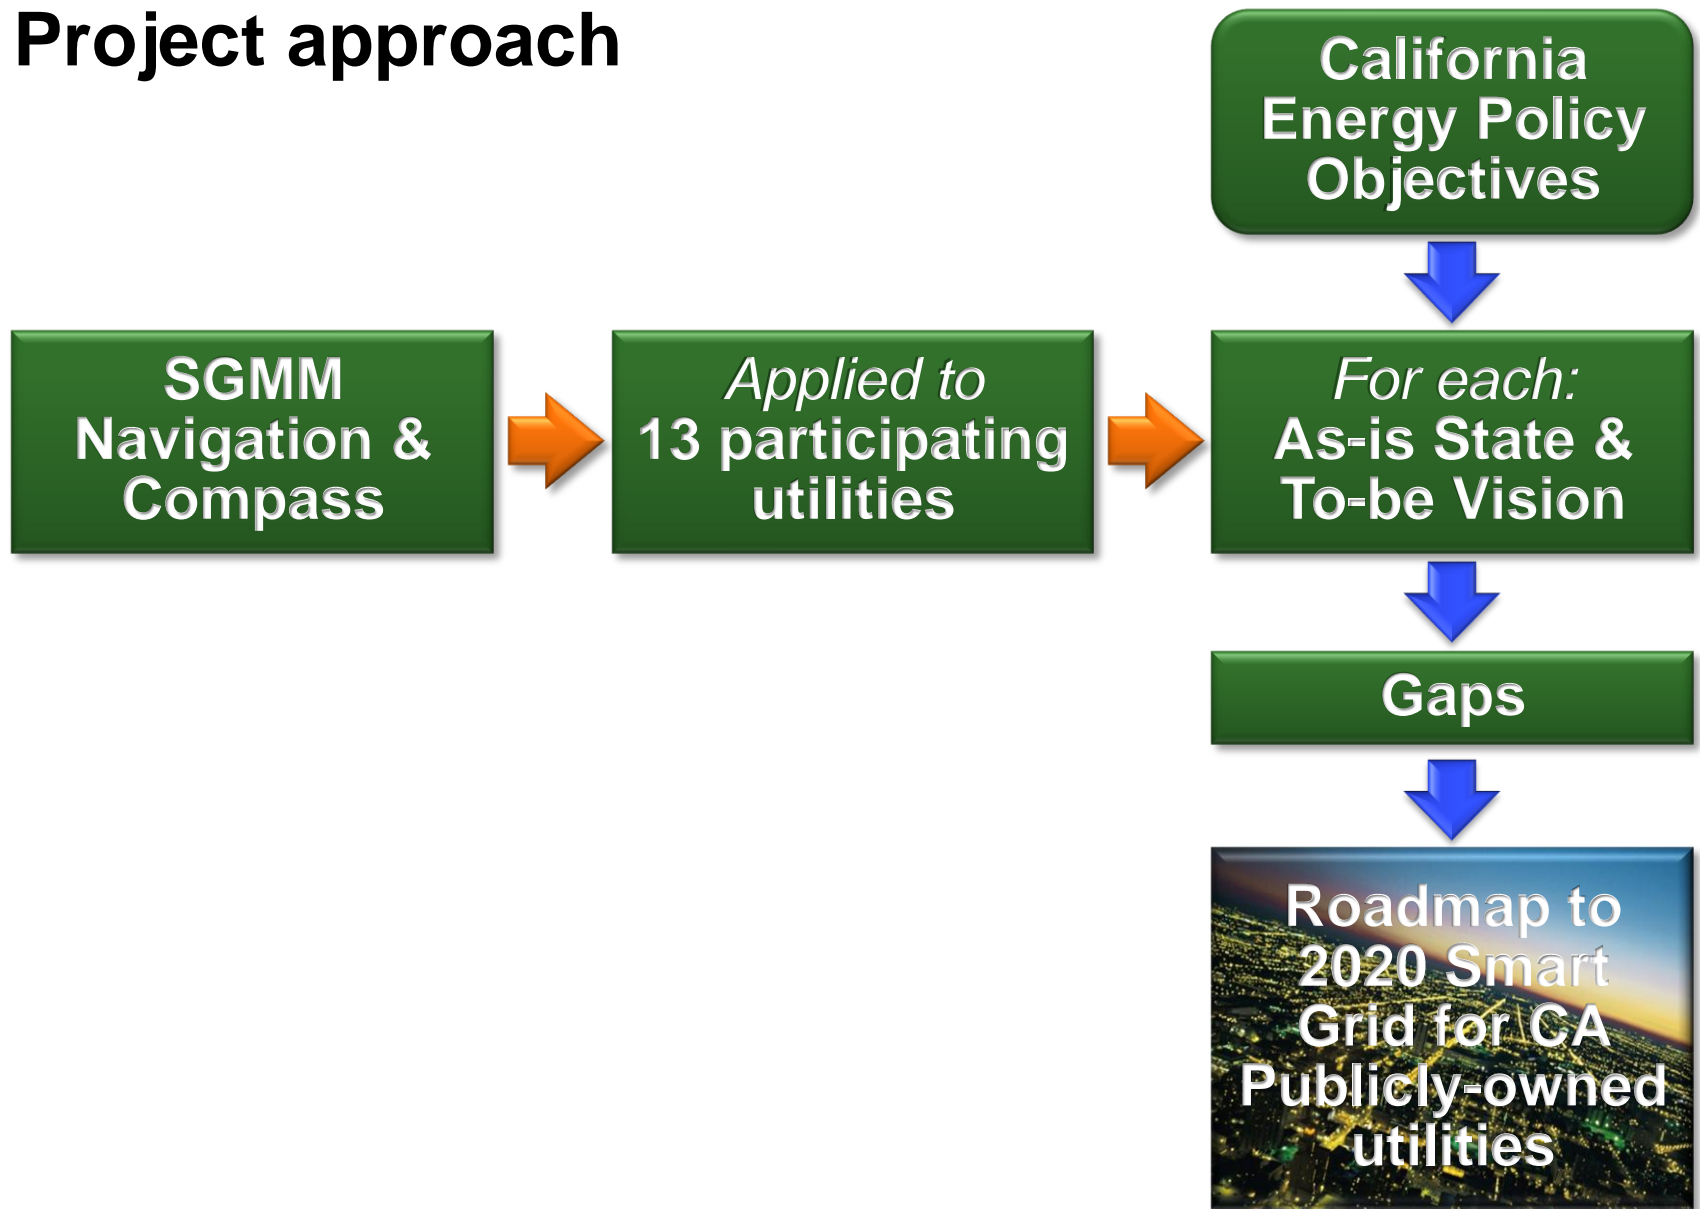 Project approach
California
Energy Policy
Objectives
SGMM
Navigation &
Compass
Applied to
13 participating
utilities
For each:
As-is State &
To-be Vision
Gaps
Roadmap to
2020 Smart
Grid for CA
Publicly-owned
utilities